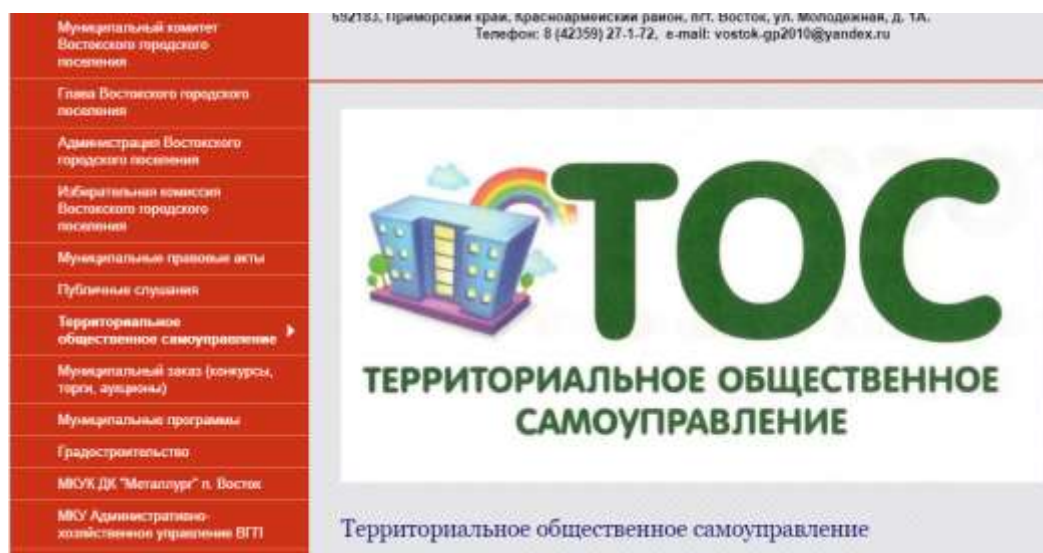 Муниципальный комитет
Востокского городского
поселения
Глава Востокского городского
поселения
Администрация Востокского
городского поселения
Избирательная комиссия
Востокского городского
поселения
Муниципальные правовые акты
Публичные слушания
Территориальное
общественное самоуправление
Муниципальный заказ (конкурсы,
торги, аукционы)
Муниципальные программы
Градостроительство
МКУК ДК "Металлург" п. Восток
МКУ Административно-
хозяйственное управление ВГП
692183, Приморский край, Красноармейский район, пгт. Восток, ул. Молодежная, д. 1А.
Телефон: 8 (42359) 27-1-72, e-mail: vostok-gp2010@yandex.ru
ТОС
ТЕРРИТОРИАЛЬНОЕ ОБЩЕСТВЕННОЕ
САМОУПРАВЛЕНИЕ
Территориальное общественное самоуправление